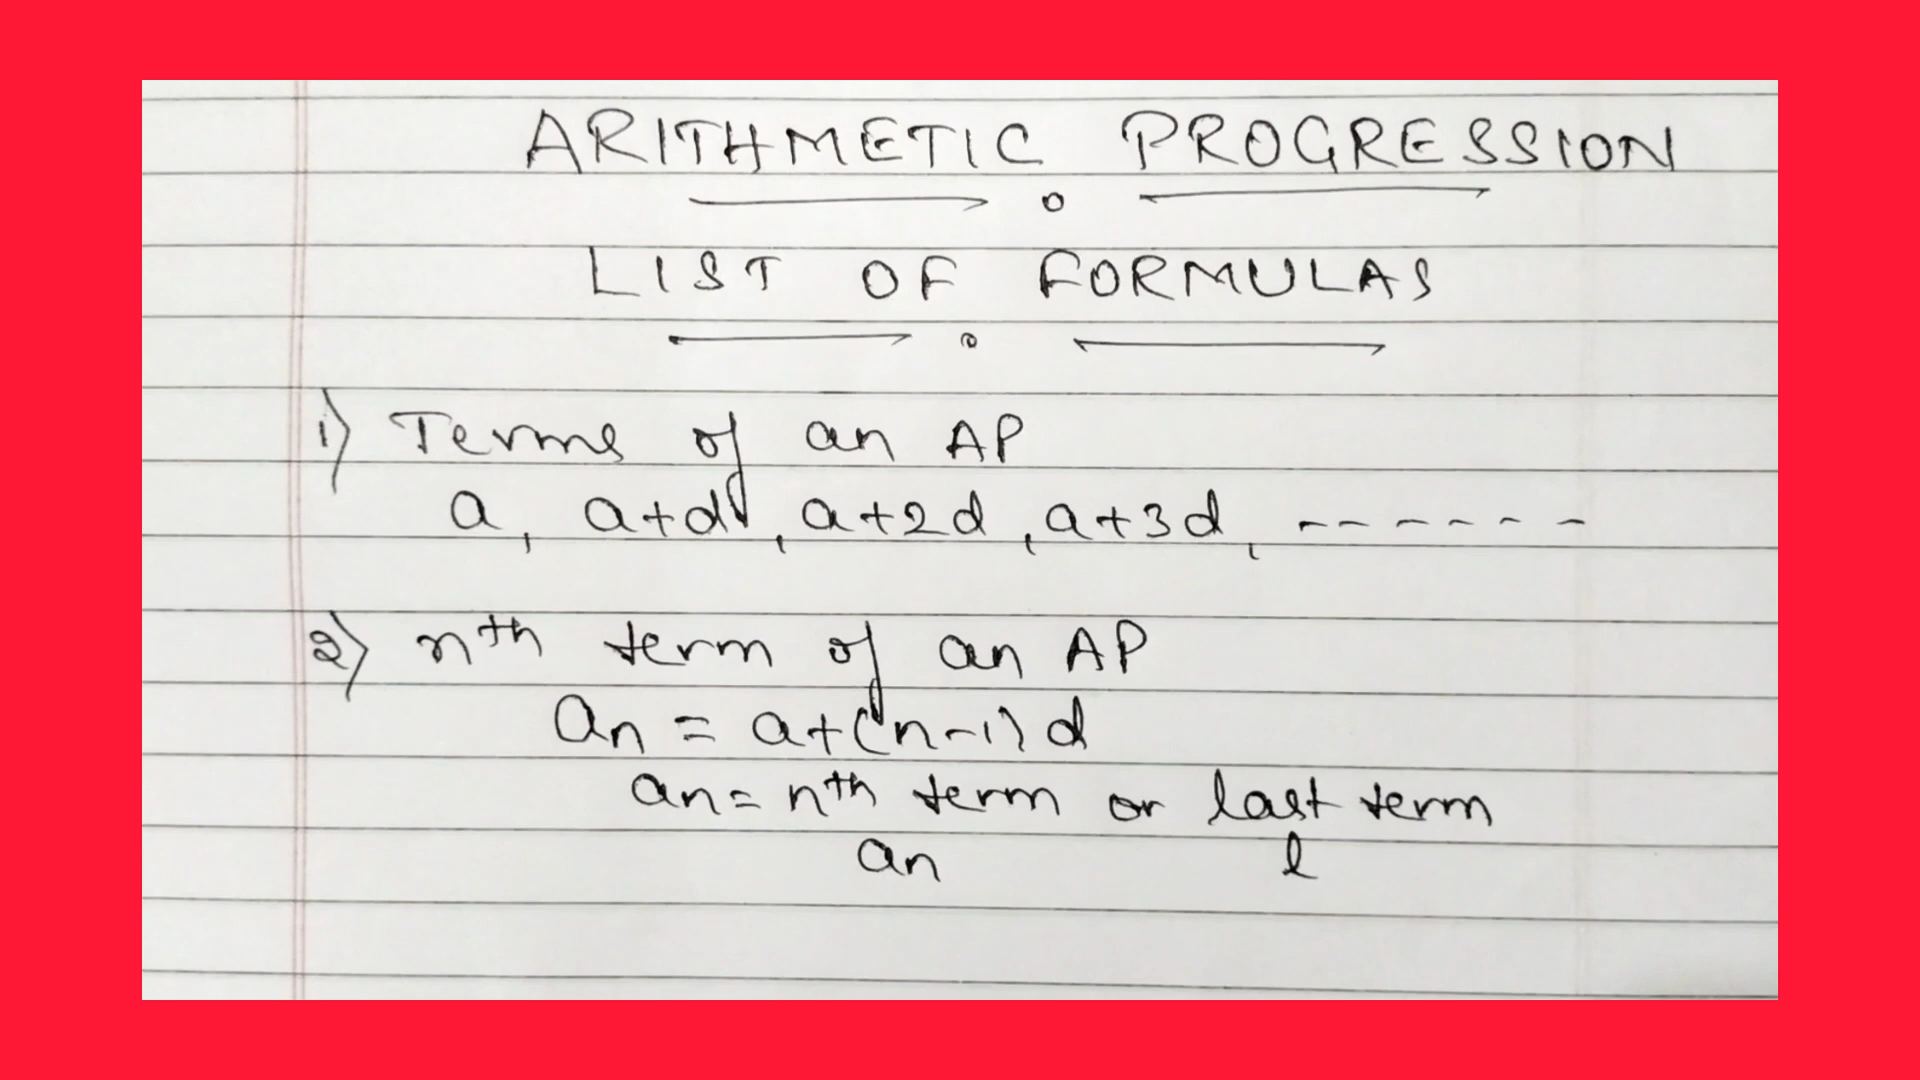 ARITHMETIC PROGRESSION
LIST OF FORMULAS
1) Terms of an AP
a, a+d, a+2d, a+3d, ------
2) nth term of an AP
an = a+(n-1)d
an = nth term or last term
an l